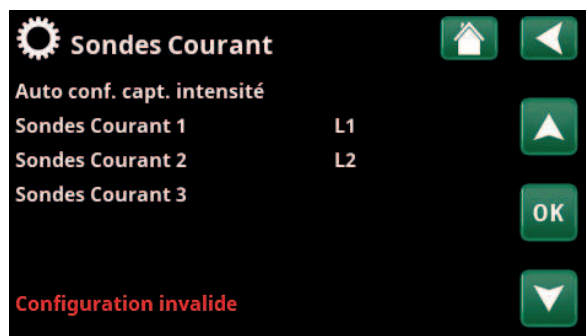 Sondes Courant
Auto conf. capt. intensité
Sondes Courant 1 L1
Sondes Courant 2 L2
Sondes Courant 3
OK
Configuration invalide